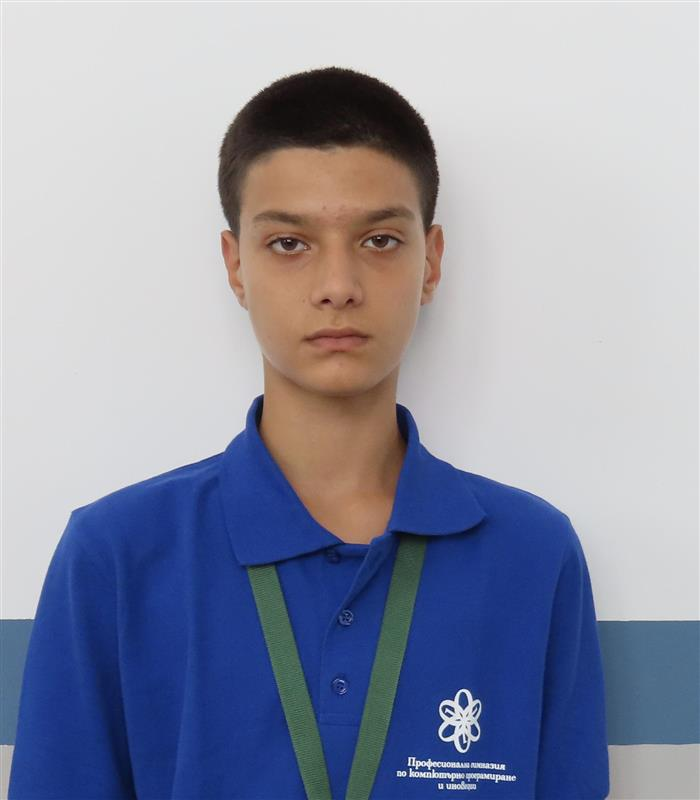 Професионална гимназия
по компютърно програмиране
и иновации